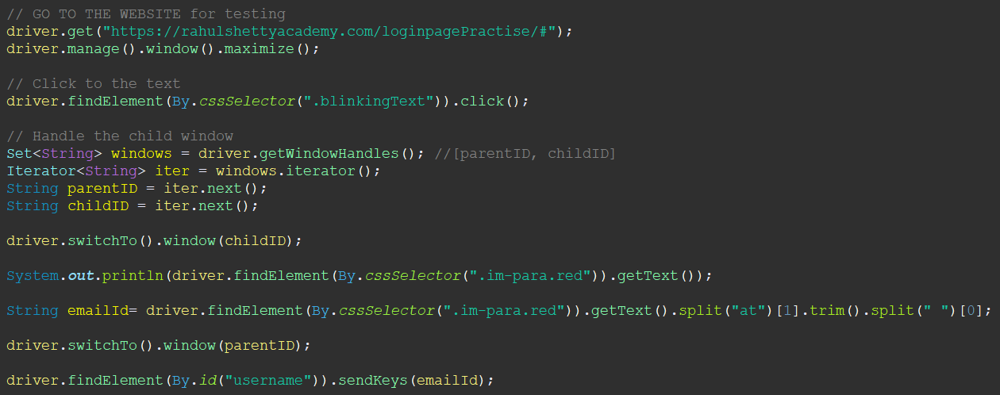 // GO TO THE WEBSITE for testing
driver.get("https://rahulshettyacademy.com/loginpagePractise/#");
driver.manage().window().maximize();
// Click to the text
driver.findElement(By.cssSelector(".blinkingText")).click();
// Handle the child window
Set<String> windows = driver.getWindowHandles(); //[parentID, childID]
Iterator<String> iter = windows.iterator();
String parentID = iter.next();
String childID = iter.next();
driver.switchTo().window(childID);
System.out.println(driver.findElement(By.cssSelector(".im-para.red")).getText());
String emailId= driver.findElement(By.cssSelector(".im-para.red")).getText().split("at")[1].trim().split(" ")[0];
driver.switchTo().window(parentID);
driver.findElement(By.id("username")).sendKeys(emailId);